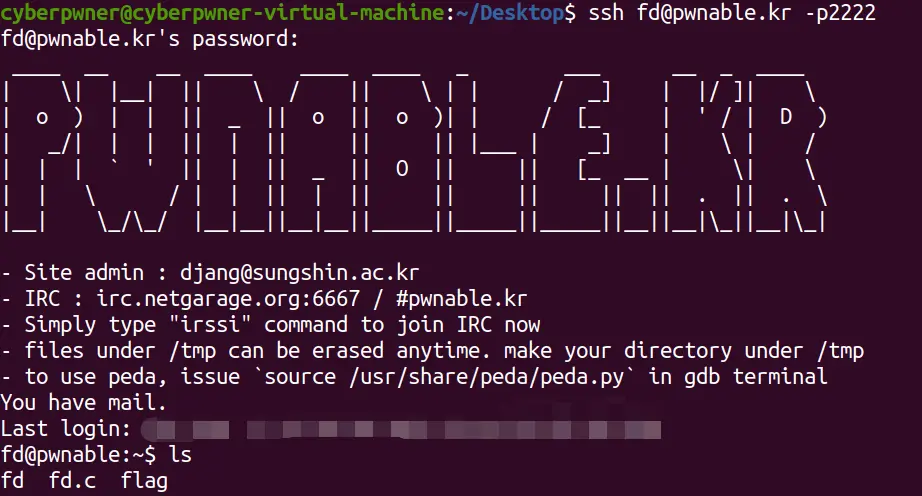 cyberpwner@cyberpwner-virtual-machine:~/Desktop$ ssh fd@pwnable.kr -p2222
fd@pwnable.kr's password:
PWNABLE.KR
- Site admin : djang@sungshin.ac.kr
- IRC : irc.netgarage.org:6667 / #pwnable.kr
- Simply type "irssi" command to join IRC now
- files under /tmp can be erased anytime. make your directory under /tmp
- to use peda, issue `source /usr/share/peda/peda.py` in gdb terminal
You have mail.
Last login:
fd@pwnable:~$ ls
fd  fd.c  flag